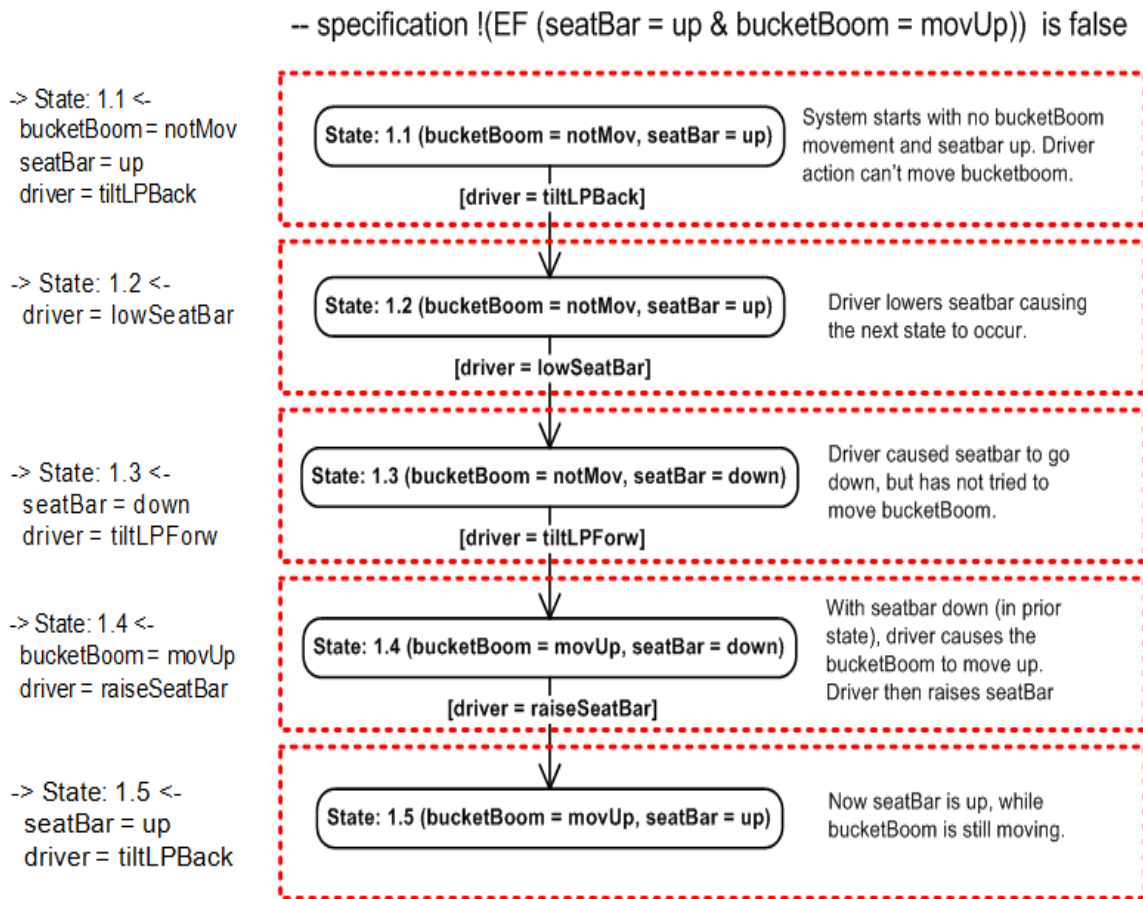 -- specification !(EF (seatBar = up & bucketBoom = movUp)) is false
-> State: 1.1 <-
bucketBoom = notMov
seatBar = up
driver = tiltLPBack
State: 1.1 (bucketBoom = notMov, seatBar = up)
[driver = tiltLPBack]
System starts with no bucketBoom
movement and seatbar up. Driver
action can't move bucketboom.
-> State: 1.2 <-
driver = lowSeatBar
State: 1.2 (bucketBoom = notMov, seatBar = up)
[driver = lowSeatBar]
Driver lowers seatbar causing
the next state to occur.
-> State: 1.3 <-
seatBar = down
driver = tiltLPForw
State: 1.3 (bucketBoom = notMov, seatBar = down)
[driver = tiltLPForw]
Driver caused seatbar to go
down, but has not tried to
move bucketBoom.
-> State: 1.4 <-
bucketBoom = movUp
driver = raiseSeatBar
State: 1.4 (bucketBoom = movUp, seatBar = down)
[driver = raiseSeatBar]
With seatbar down (in prior
state), driver causes the
bucketBoom to move up.
Driver then raises seatBar
-> State: 1.5 <-
seatBar = up
driver = tiltLPBack
State: 1.5 (bucketBoom = movUp, seatBar = up)
Now seatBar is up, while
bucketBoom is still moving.